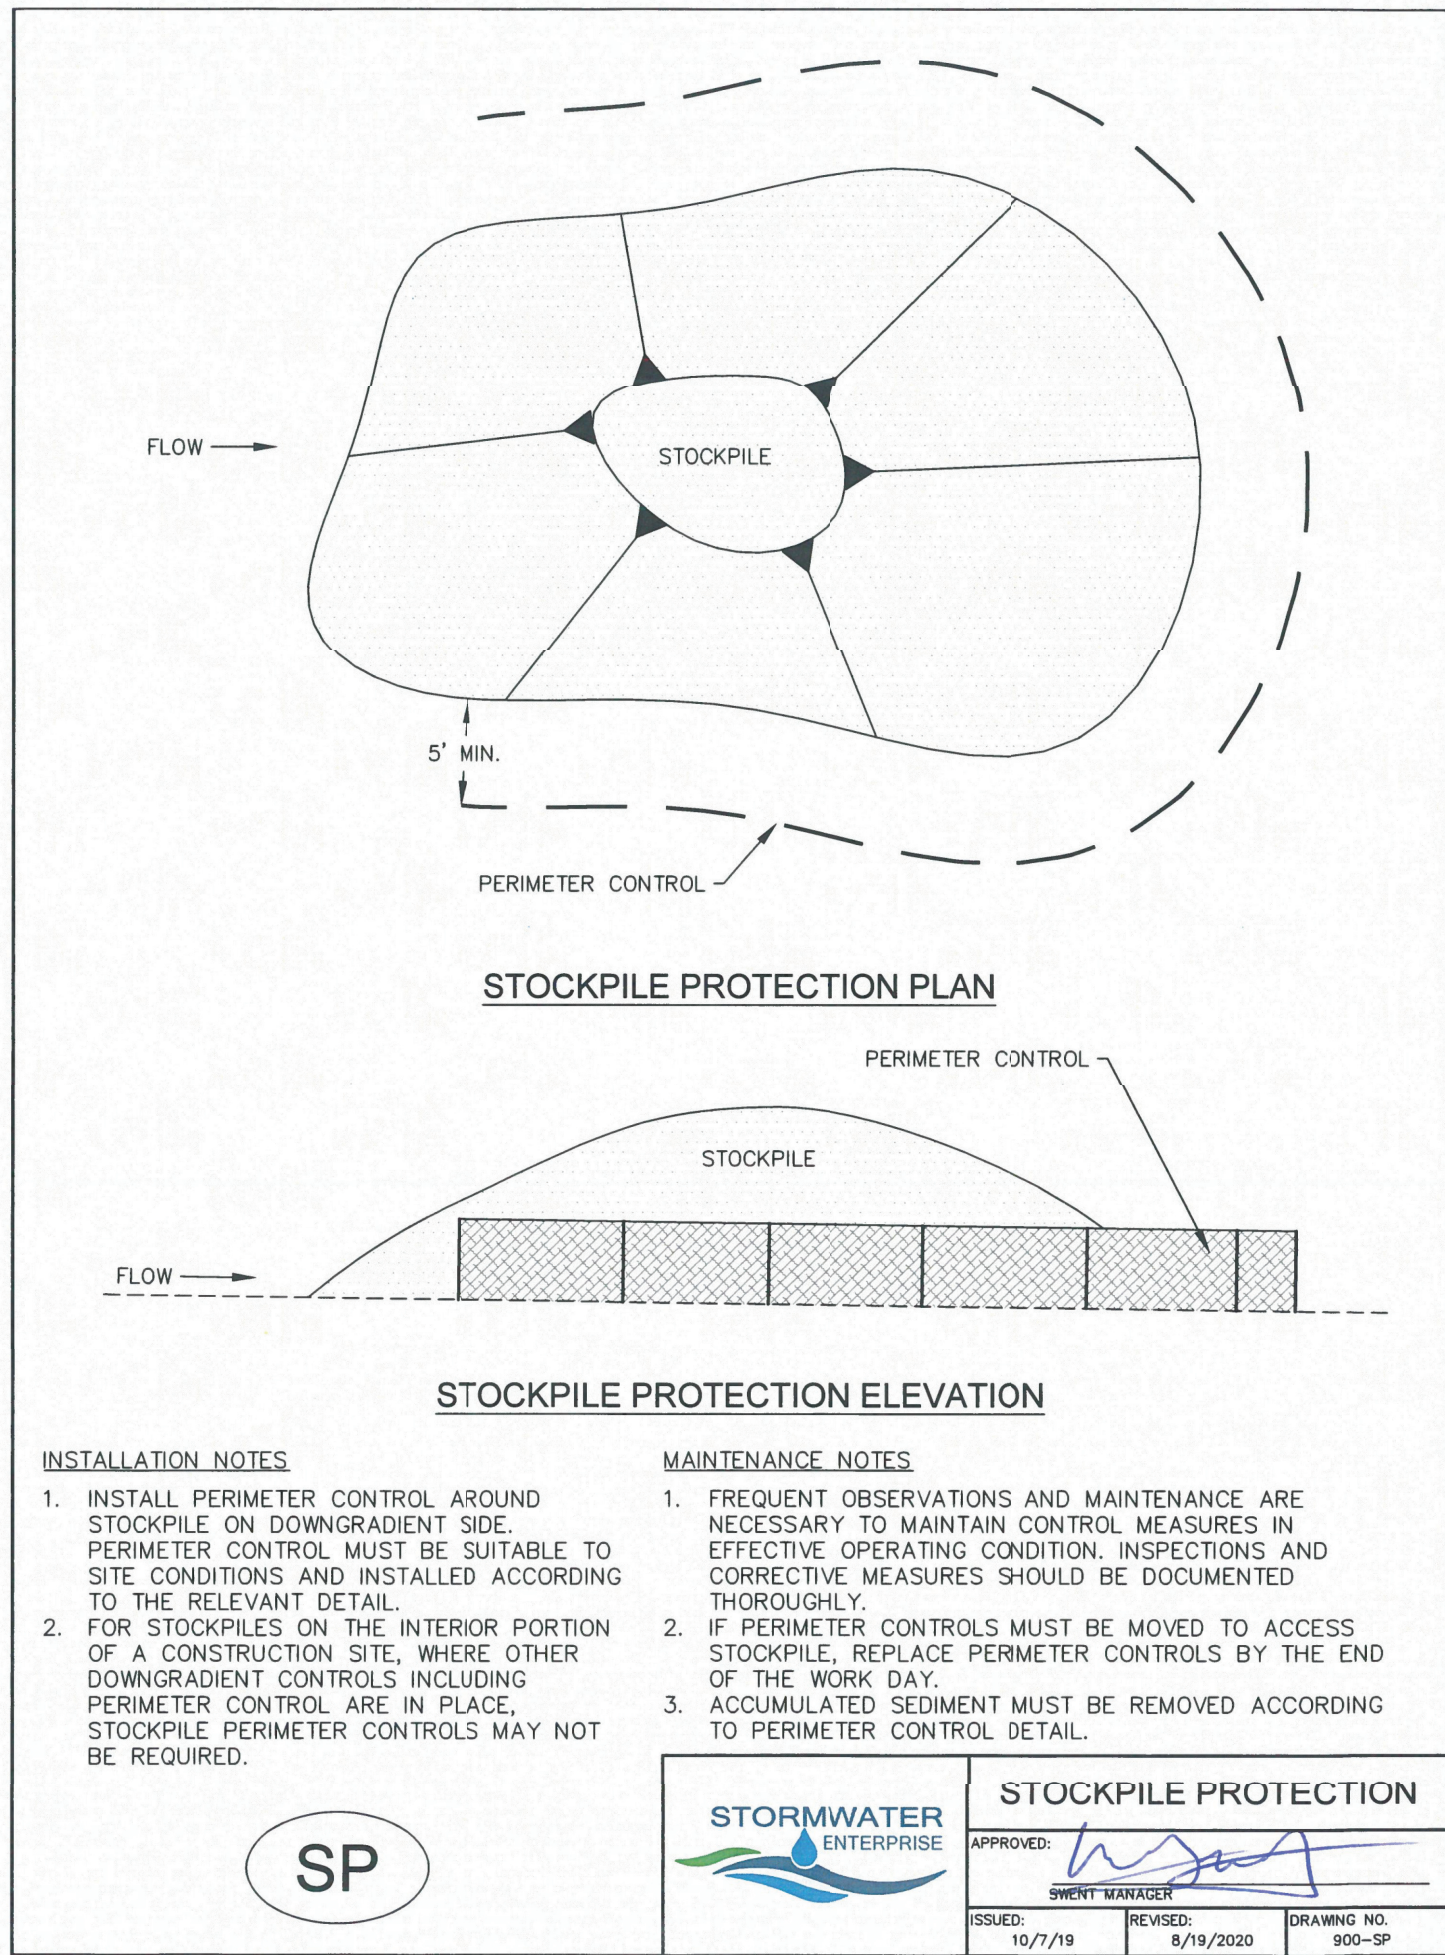 FLOW
STOCKPILE
5' MIN.
PERIMETER CONTROL
STOCKPILE PROTECTION PLAN
PERIMETER CONTROL
STOCKPILE
FLOW
STOCKPILE PROTECTION ELEVATION
INSTALLATION NOTES
1. INSTALL PERIMETER CONTROL AROUND
STOCKPILE ON DOWNGRADIENT SIDE.
PERIMETER CONTROL MUST BE SUITABLE TO
SITE CONDITIONS AND INSTALLED ACCORDING
TO THE RELEVANT DETAIL.
2. FOR STOCKPILES ON THE INTERIOR PORTION
OF A CONSTRUCTION SITE, WHERE OTHER
DOWNGRADIENT CONTROLS INCLUDING
PERIMETER CONTROL ARE IN PLACE,
STOCKPILE PERIMETER CONTROLS MAY NOT
BE REQUIRED.
MAINTENANCE NOTES
1. FREQUENT OBSERVATIONS AND MAINTENANCE ARE
NECESSARY TO MAINTAIN CONTROL MEASURES IN
EFFECTIVE OPERATING CONDITION. INSPECTIONS AND
CORRECTIVE MEASURES SHOULD BE DOCUMENTED
THOROUGHLY.
2. IF PERIMETER CONTROLS MUST BE MOVED TO ACCESS
STOCKPILE, REPLACE PERIMETER CONTROLS BY THE END
OF THE WORK DAY.
3. ACCUMULATED SEDIMENT MUST BE REMOVED ACCORDING
TO PERIMETER CONTROL DETAIL.
SP
STORMWATER
ENTERPRISE
STOCKPILE PROTECTION
APPROVED:
SWENT MANAGER
ISSUED:
10/7/19
REVISED:
8/19/2020
DRAWING NO.
900-SP